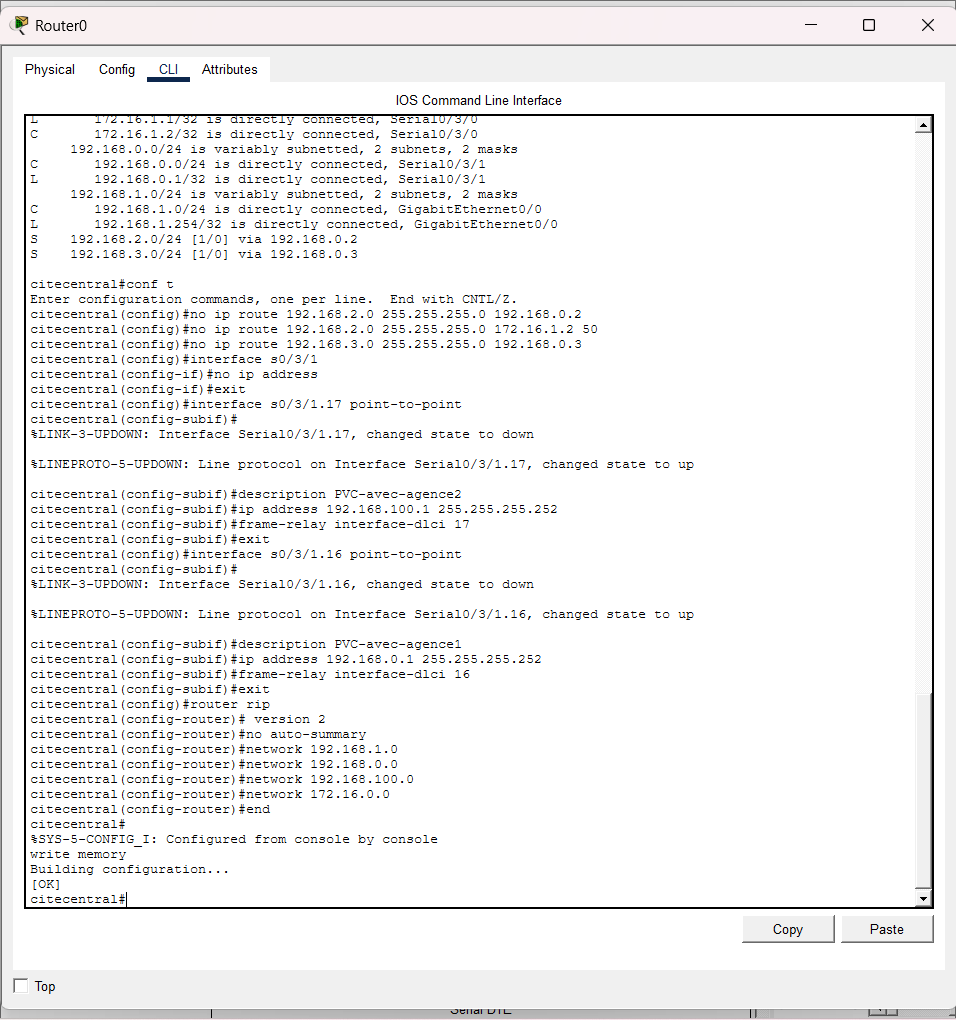 Router0
Physical Config CLI Attributes
IOS Command Line Interface
L 172.16.1.1/32 is directly connected, Serial0/3/0
C 172.16.1.2/32 is directly connected, Serial0/3/0
192.168.0.0/24 is variably subnetted, 2 subnets, 2 masks
C 192.168.0.0/24 is directly connected, Serial0/3/1
L 192.168.0.1/32 is directly connected, Serial0/3/1
192.168.1.0/24 is variably subnetted, 2 subnets, 2 masks
C 192.168.1.0/24 is directly connected, GigabitEthernet0/0
L 192.168.1.254/32 is directly connected, GigabitEthernet0/0
S 192.168.2.0/24 [1/0] via 192.168.0.2
S 192.168.3.0/24 [1/0] via 192.168.0.3
citecentral#conf t
Enter configuration commands, one per line. End with CNTL/Z.
citecentral(config)#no ip route 192.168.2.0 255.255.255.0 192.168.0.2
citecentral(config)#no ip route 192.168.2.0 255.255.255.0 172.16.1.2 50
citecentral(config)#no ip route 192.168.3.0 255.255.255.0 192.168.0.3
citecentral(config)#interface s0/3/1
citecentral(config-if)#no ip address
citecentral(config-if)#exit
citecentral(config)#interface s0/3/1.17 point-to-point
citecentral(config-subif)#
%LINK-3-UPDOWN: Interface Serial0/3/1.17, changed state to down
%LINEPROTO-5-UPDOWN: Line protocol on Interface Serial0/3/1.17, changed state to up
citecentral(config-subif)#description PVC-avec-agence2
citecentral(config-subif)#ip address 192.168.100.1 255.255.255.252
citecentral(config-subif)#frame-relay interface-dlci 17
citecentral(config-subif)#exit
citecentral(config)#interface s0/3/1.16 point-to-point
citecentral(config-subif)#
%LINK-3-UPDOWN: Interface Serial0/3/1.16, changed state to down
%LINEPROTO-5-UPDOWN: Line protocol on Interface Serial0/3/1.16, changed state to up
citecentral(config-subif)#description PVC-avec-agence1
citecentral(config-subif)#ip address 192.168.0.1 255.255.255.252
citecentral(config-subif)#frame-relay interface-dlci 16
citecentral(config-subif)#exit
citecentral(config)#router rip
citecentral(config-router)# version 2
citecentral(config-router)#no auto-summary
citecentral(config-router)#network 192.168.1.0
citecentral(config-router)#network 192.168.0.0
citecentral(config-router)#network 192.168.100.0
citecentral(config-router)#network 172.16.0.0
citecentral(config-router)#end
citecentral#
%SYS-5-CONFIG_I: Configured from console by console
write memory
Building configuration...
[OK]
citecentral#
Copy Paste
Top
Serial DTE